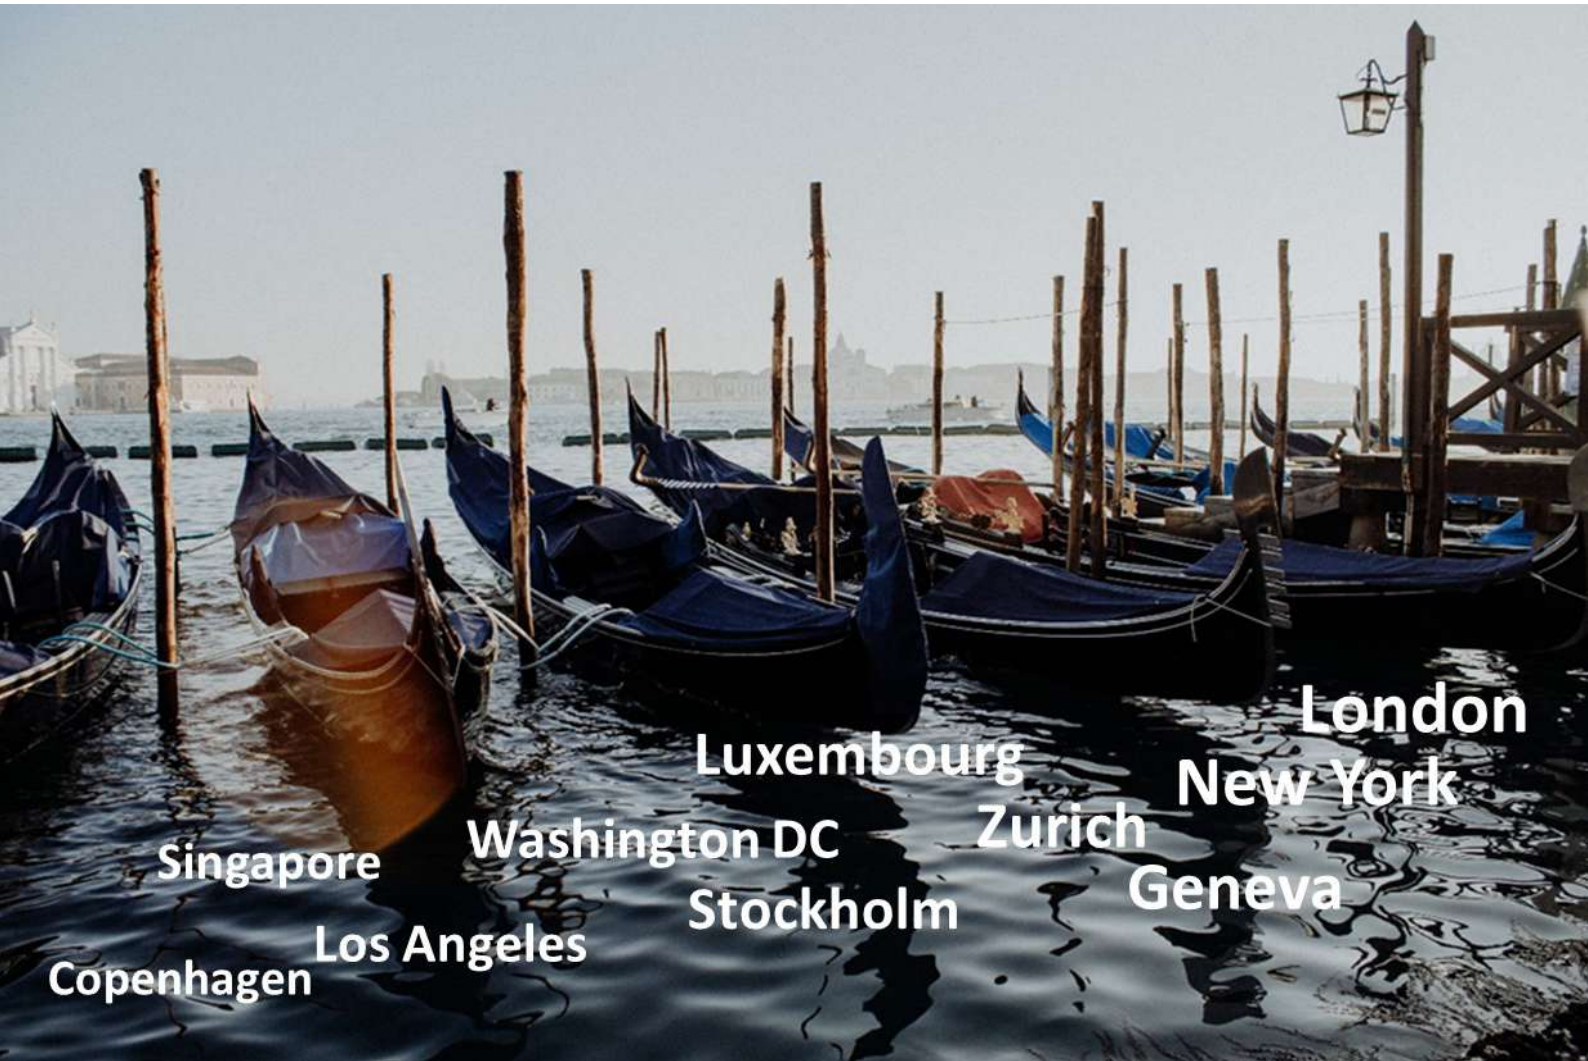 London
Luxembourg
New York
Zurich
Washington DC
Singapore
Geneva
Stockholm
Los Angeles
Copenhagen